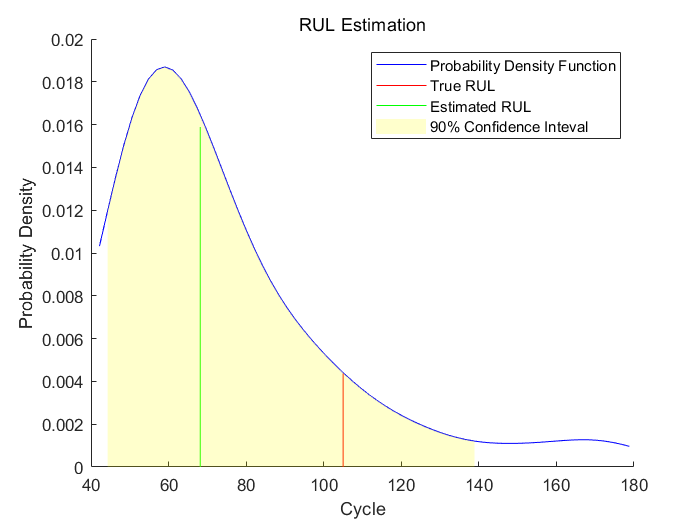 RUL Estimation
0.02
0.018
0.016
0.014
0.012
0.01
0.008
0.006
0.004
0.002
0
Probability Density
Probability Density Function
True RUL
Estimated RUL
90% Confidence Inteval
40 60 80 100 120 140 160 180
Cycle